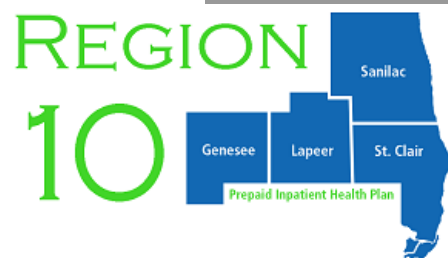 REGION
10
Sanilac
Genesee
Lapeer
St. Clair
Prepaid Inpatient Health Plan